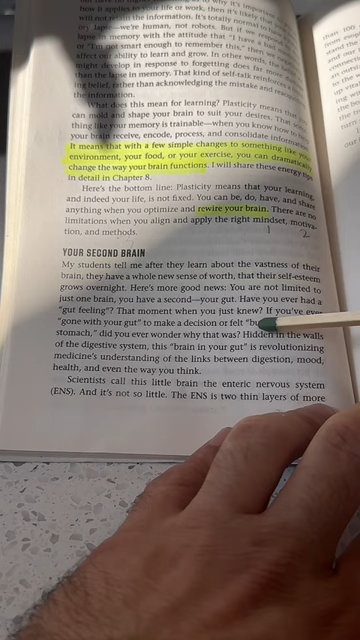 how it applies to your life or work, then it's likely
will not retain the information. It's totally normal to
ory lapse—we're human, not robots. But if we
lapse in memory with the attitude that "I have a bad
or "I'm not smart enough to remember this," then we
affect our ability to learn and grow. In other words, the
might develop in response to forgetting does far more
than the lapse in memory. That kind of self-talk reinforces
ing belief, rather than acknowledging the mistake and
the information.
What does this mean for learning? Plasticity means that
can mold and shape your brain to suit your desires. That
thing like your memory is trainable—when you know how to
your brain receive, encode, process, and consolidate information.
It means that with a few simple changes to something like your
environment, your food, or your exercise, you can dramatically
change the way your brain functions. I will share these energy tips
in detail in Chapter 8.
Here's the bottom line: Plasticity means that your learning,
and indeed your life, is not fixed. You can be, do, have, and share
anything when you optimize and rewire your brain. There are no
limitations when you align and apply the right mindset, motiva-
tion, and methods.
1 2
YOUR SECOND BRAIN
My students tell me after they learn about the vastness of their
brain, they have a whole new sense of worth, that their self-esteem
grows overnight. Here's more good news: You are not limited to
just one brain, you have a second—your gut. Have you ever had a
"gut feeling"? That moment when you just knew? If you've ever
"gone with your gut" to make a decision or felt
stomach," did you ever wonder why that was? Hidden in the walls
of the digestive system, this "brain in your gut" is revolutionizing
medicine's understanding of the links between digestion, mood,
health, and even the way you think.
Scientists call this little brain the enteric nervous system
(ENS). And it's not so little. The ENS is two thin layers of more